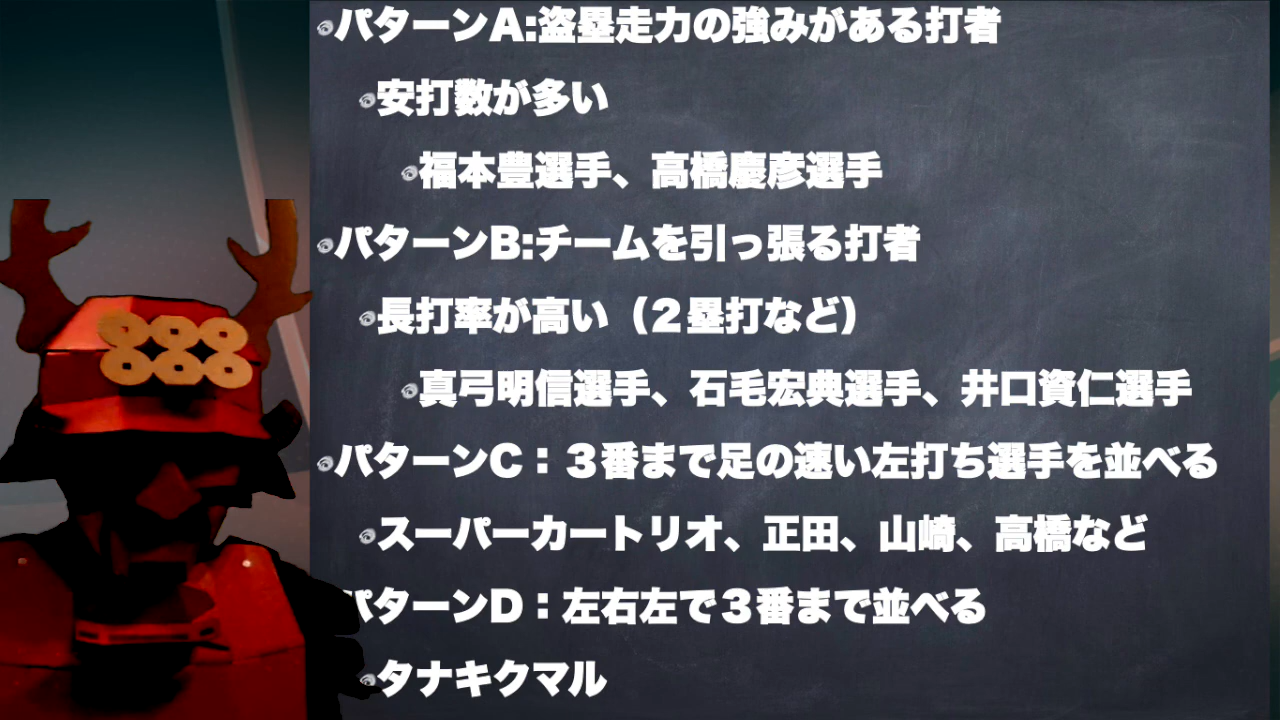 パターンA:盗塁走力の強みがある打者
安打数が多い
福本豊選手、高橋慶彦選手
パターンB:チームを引っ張る打者
長打率が高い（２塁打など）
真弓明信選手、石毛宏典選手、井口資仁選手
パターンC：３番まで足の速い左打ち選手を並べる
スーパーカートリオ、正田、山崎、高橋など
パターンD：左右左で３番まで並べる
タナキクマル